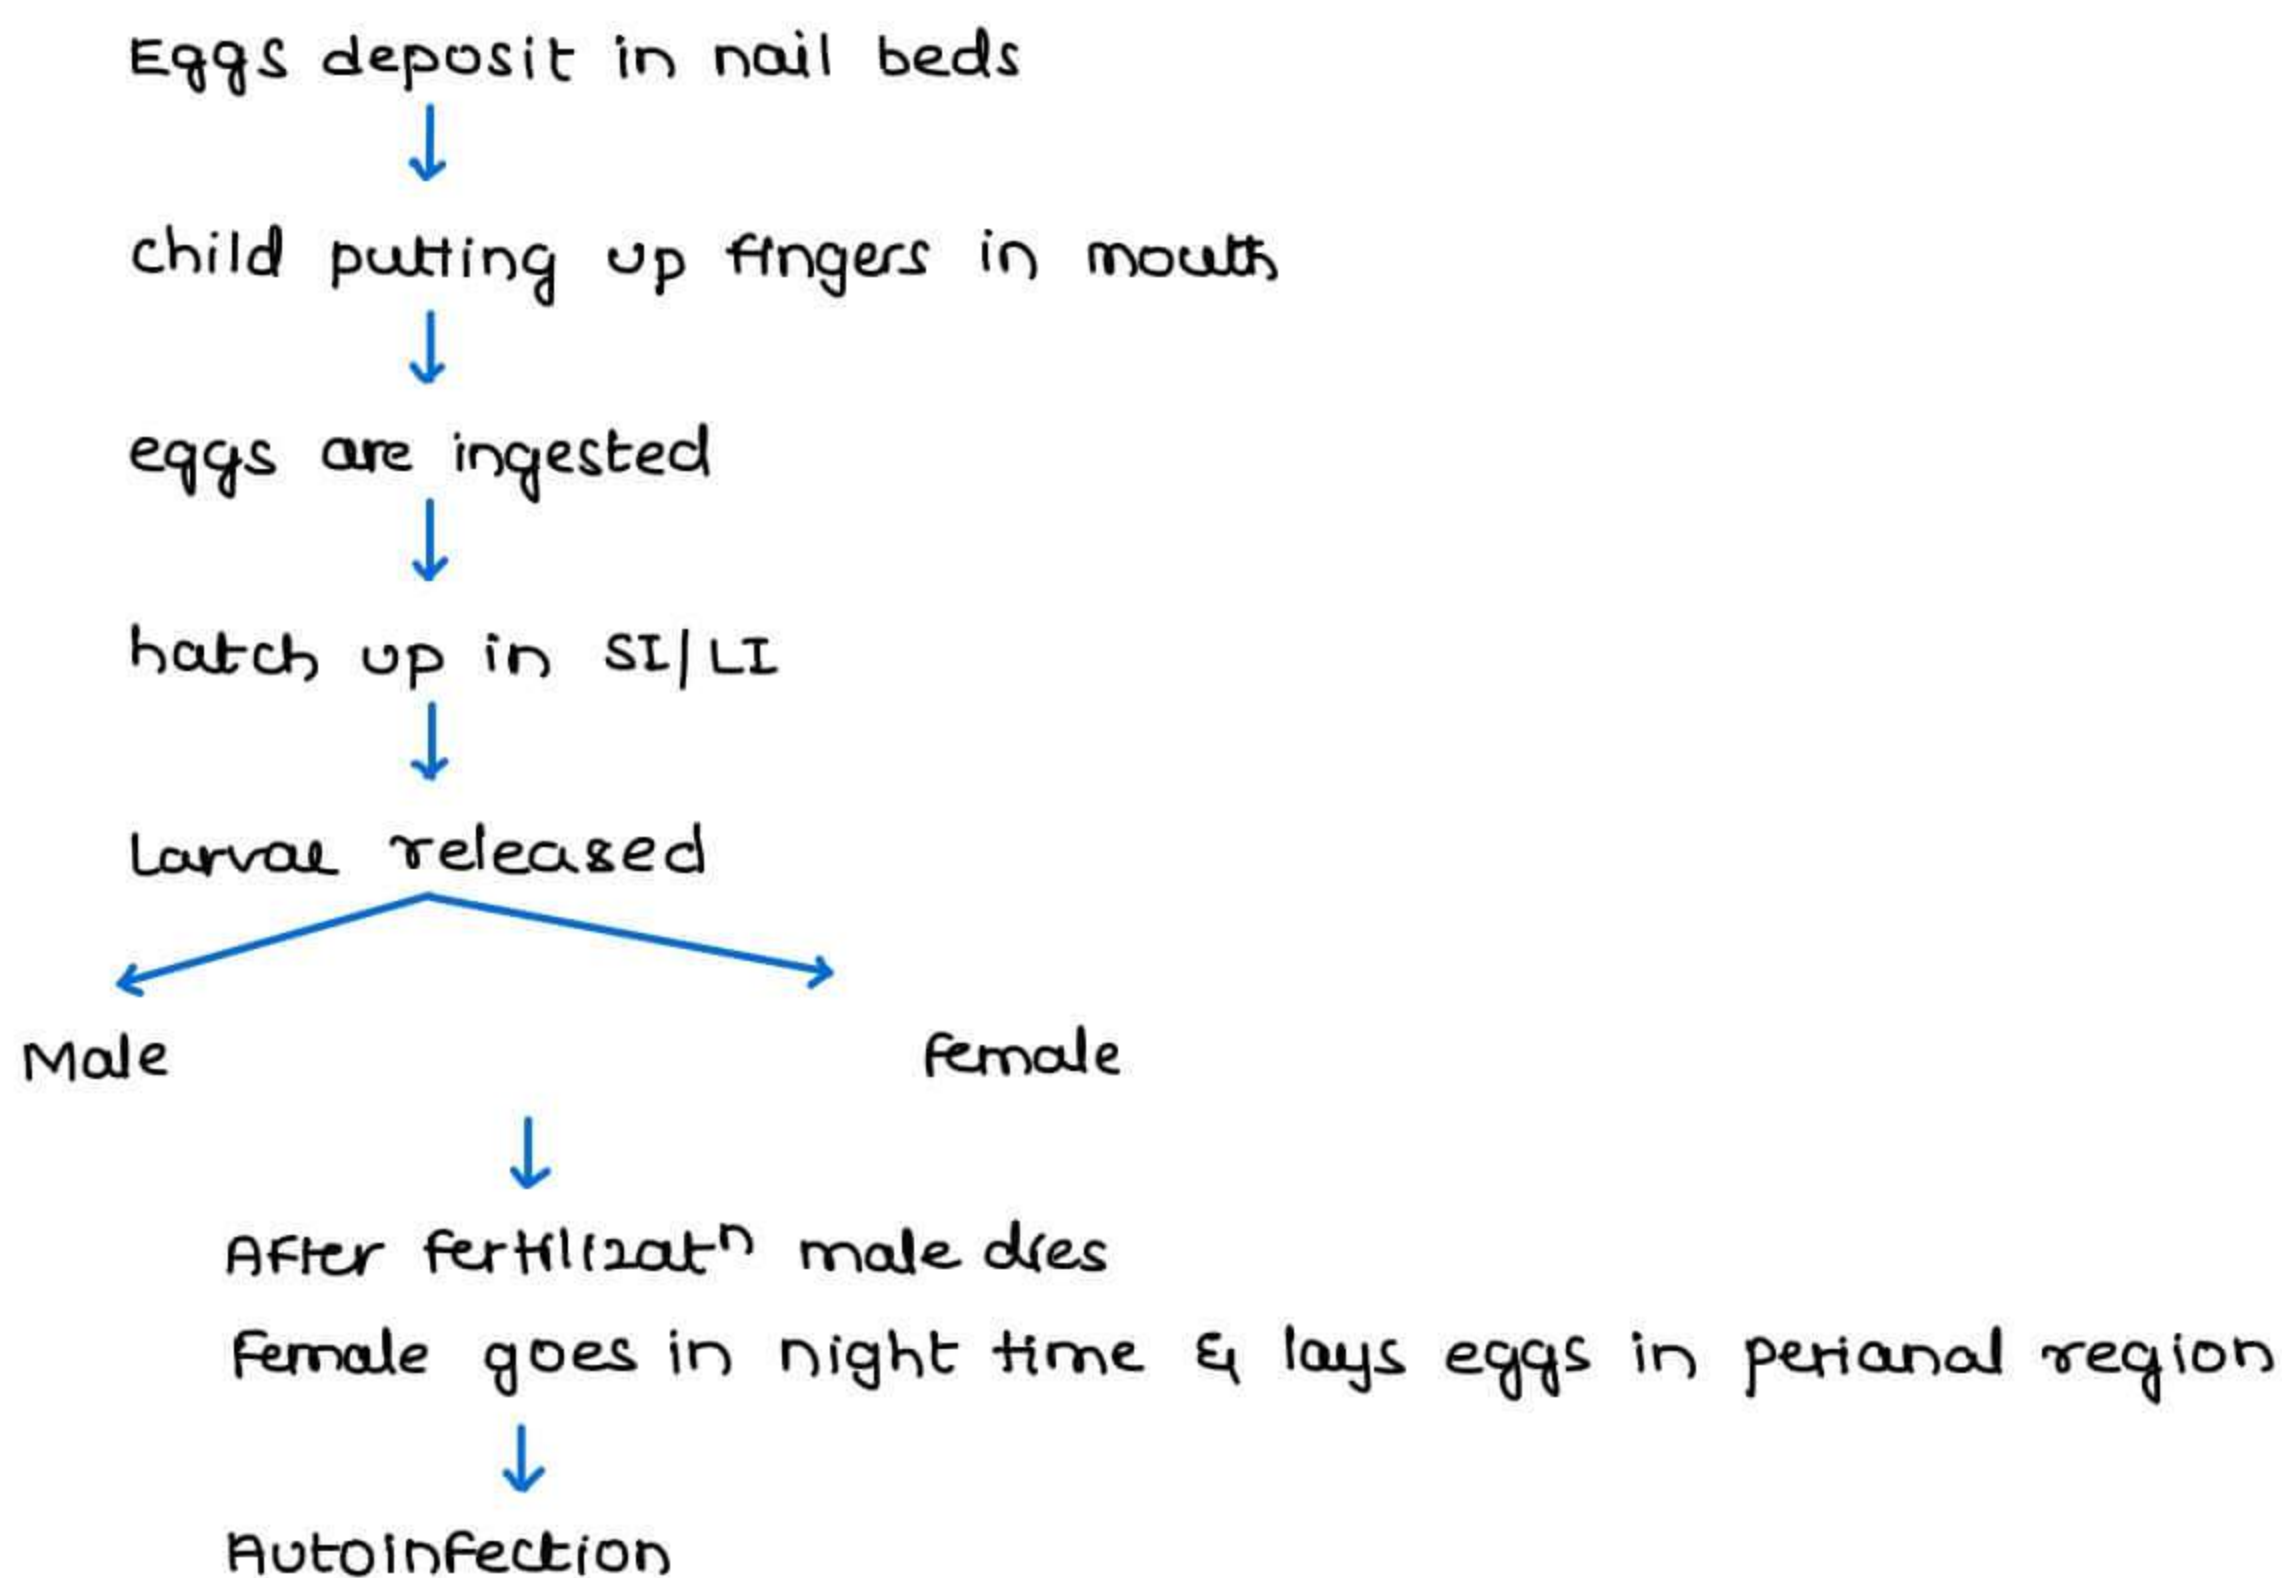 Eggs deposit in nail beds
child putting up fingers in mouth
eggs are ingested
hatch up in SI/LI
Larvae released
Male female
After fertilizatⁿ male dies
Female goes in night time & lays eggs in perianal region
Autoinfection